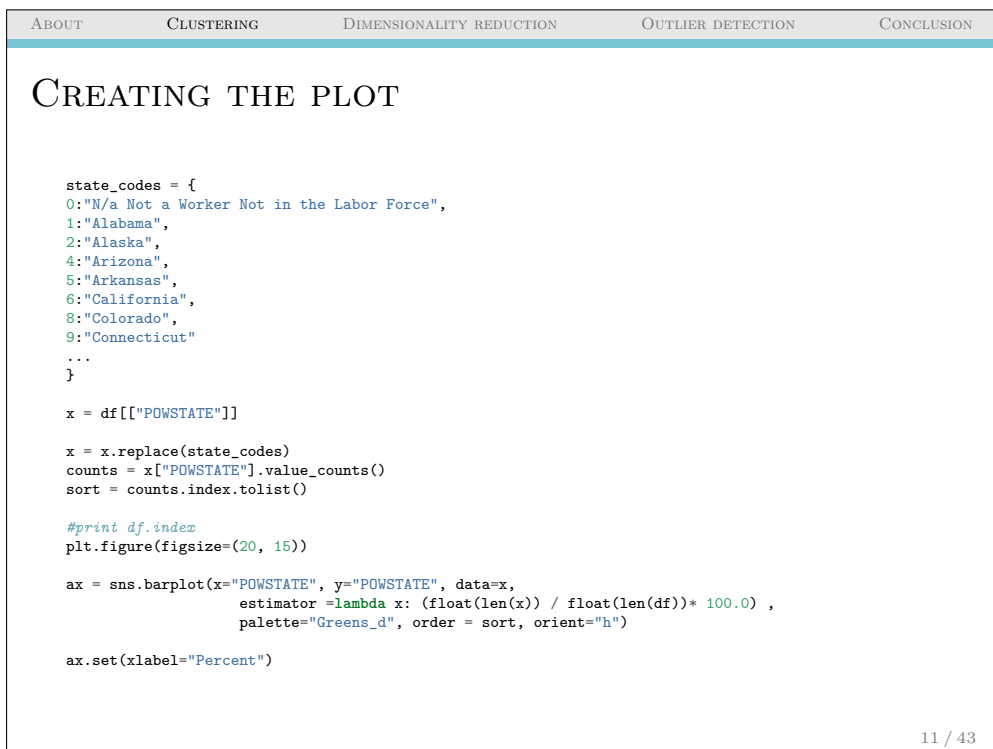 About Clustering Dimensionality reduction Outlier detection Conclusion
Creating the plot
state_codes = {
0:"N/a Not a Worker Not in the Labor Force",
1:"Alabama",
2:"Alaska",
4:"Arizona",
5:"Arkansas",
6:"California",
8:"Colorado",
9:"Connecticut"
...
}
x = df[["POWSTATE"]]
x = x.replace(state_codes)
counts = x["POWSTATE"].value_counts()
sort = counts.index.tolist()
#print df.index
plt.figure(figsize=(20, 15))
ax = sns.barplot(x="POWSTATE", y="POWSTATE", data=x,
estimator =lambda x: (float(len(x)) / float(len(df))* 100.0) ,
palette="Greens_d", order = sort, orient="h")
ax.set(xlabel="Percent")
11 / 43